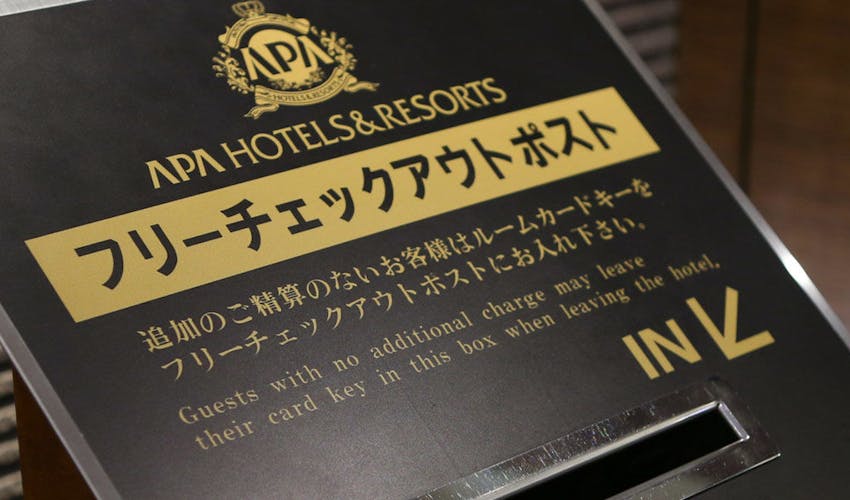 APA
HOTELS&RESORTS
APA HOTELS&RESORTS
フリーチェックアウトポスト
追加のご精算のないお客様はルームカードキーを
フリーチェックアウトポストにお入れ下さい。
Guests with no additional charge may leave
their card key in this box when leaving the hotel.
IN